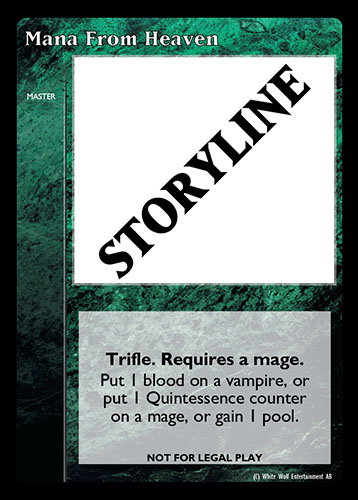 Mana From Heaven
MASTER
STORYLINE
Trifle. Requires a mage.
Put 1 blood on a vampire, or
put 1 Quintessence counter
on a mage, or gain 1 pool.
NOT FOR LEGAL PLAY
(C) White Wolf Entertainment AB